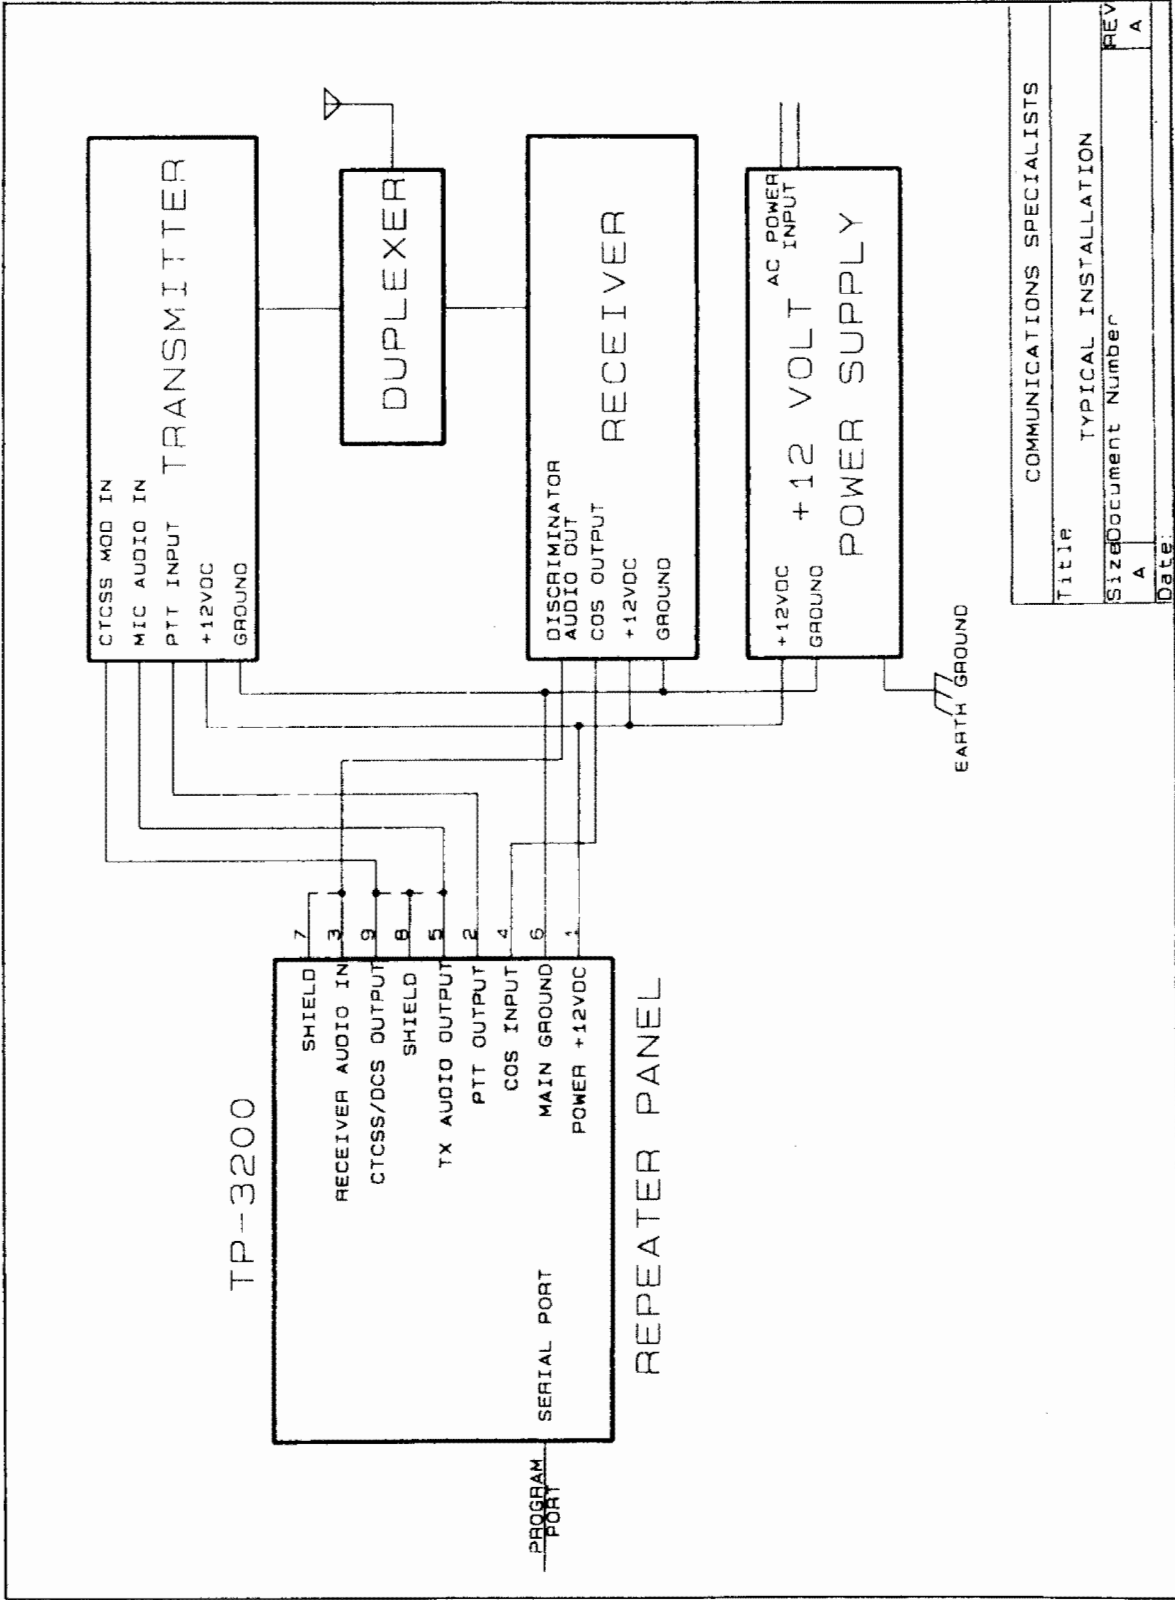 TP-3200
SHIELD
7
RECEIVER AUDIO IN
3
CTCSS/DCS OUTPUT
9
SHIELD
8
TX AUDIO OUTPUT
5
PTT OUTPUT
2
COS INPUT
4
MAIN GROUND
6
POWER +12VDC
1
SERIAL PORT
PROGRAM
PORT
REPEATER PANEL
CTCSS MOD IN
MIC AUDIO IN
PTT INPUT
+12VDC
GROUND
TRANSMITTER
DUPLEXER
DISCRIMINATOR
AUDIO OUT
COS OUTPUT
+12VDC
GROUND
RECEIVER
+12VDC
GROUND
AC POWER
INPUT
+12 VOLT
POWER SUPPLY
EARTH GROUND
COMMUNICATIONS SPECIALISTS
Title
TYPICAL INSTALLATION
Size Document Number
REV
A
A
Date: